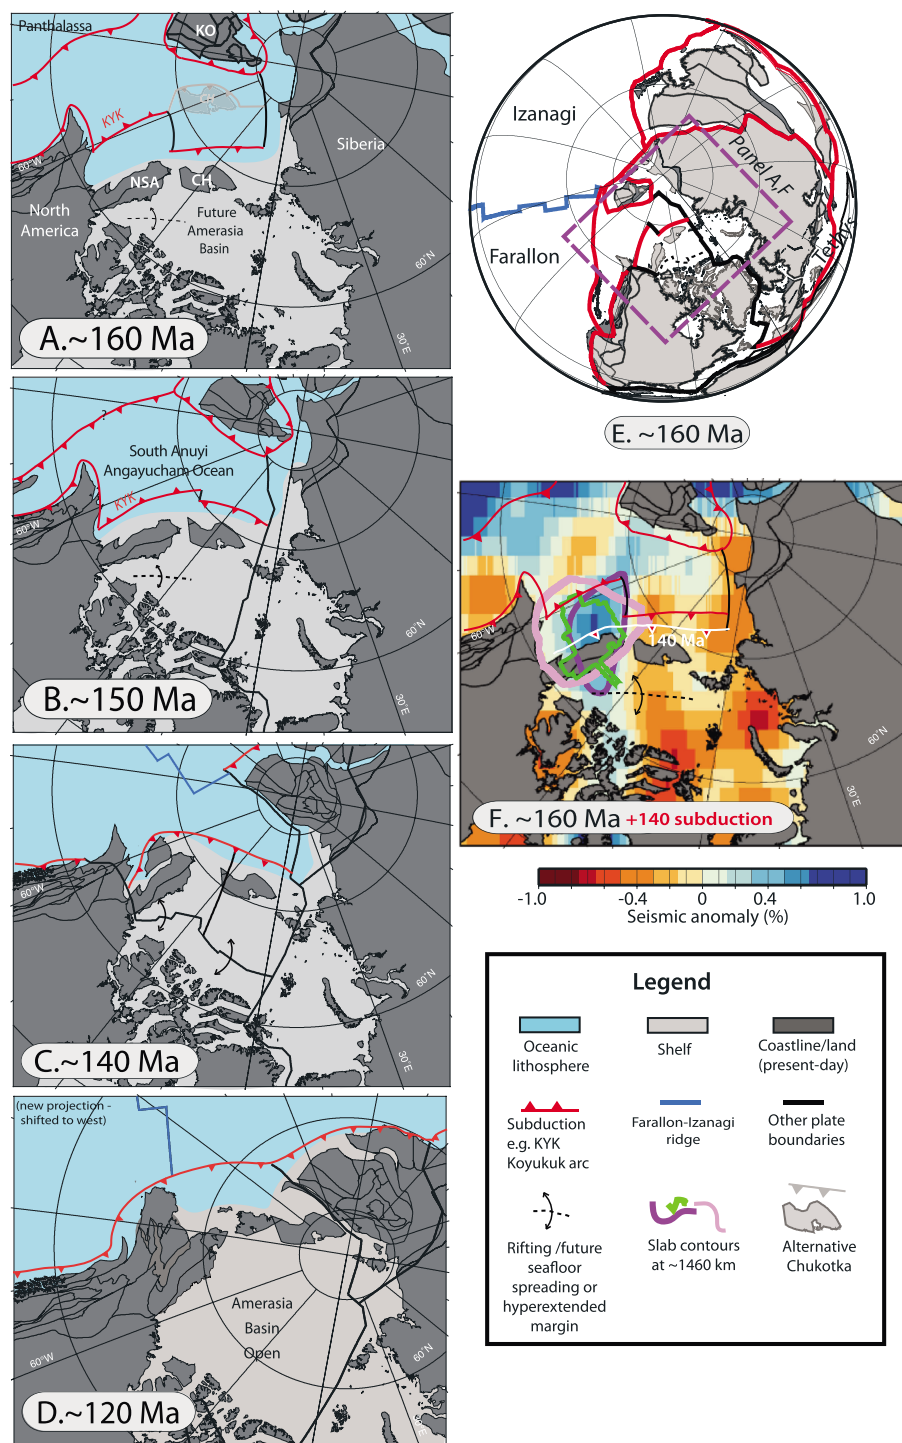 Panthalassa
KO
CH
KYK
60°W
Siberia
NSA
CH
North
America
Future
Amerasia
Basin
60°N
30°E
A.~160 Ma
?
South Anuyi
Angayucham Ocean
KYK
60°W
60°N
30°E
B.~150 Ma
60°W
60°N
30°E
C.~140 Ma
(new projection -
shifted to west)
Amerasia
Basin
Open
60°W
60°N
D.~120 Ma
Izanagi
Panel A,F
Farallon
Tethys
E. ~160 Ma
60°W
140 Ma
60°N
30°E
F. ~160 Ma +140 subduction
-1.0
-0.4
0
0.4
1.0
Seismic anomaly (%)
Legend
Oceanic
lithosphere
Shelf
Coastline/land
(present-day)
Subduction
e.g. KYK
Koyukuk arc
Farallon-Izanagi
ridge
Other plate
boundaries
Rifting /future
seafloor
spreading or
hyperextended
margin
Slab contours
at ~1460 km
Alternative
Chukotka